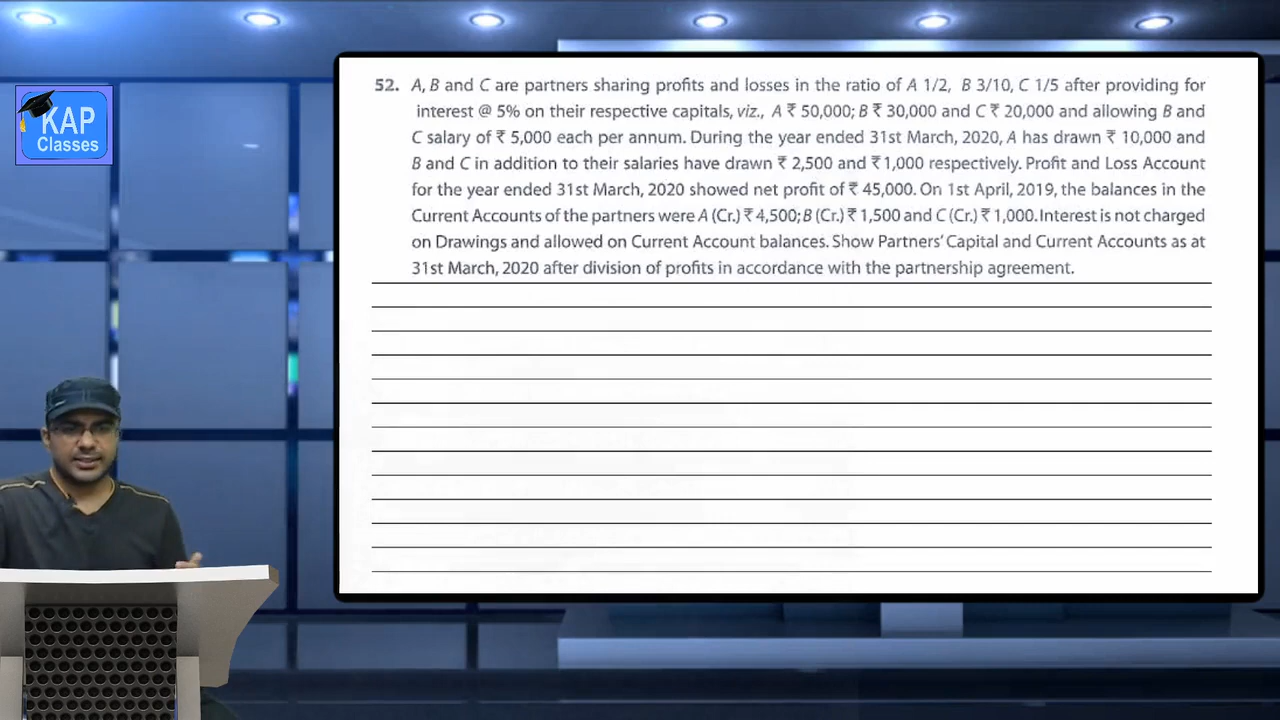 KAP
Classes
52. A, B and C are partners sharing profits and losses in the ratio of A 1/2, B 3/10, C 1/5 after providing for
interest @ 5% on their respective capitals, viz., A ₹ 50,000; B ₹ 30,000 and C ₹ 20,000 and allowing B and
C salary of ₹ 5,000 each per annum. During the year ended 31st March, 2020, A has drawn ₹ 10,000 and
B and C in addition to their salaries have drawn ₹ 2,500 and ₹ 1,000 respectively. Profit and Loss Account
for the year ended 31st March, 2020 showed net profit of ₹ 45,000. On 1st April, 2019, the balances in the
Current Accounts of the partners were A (Cr.) ₹ 4,500; B (Cr.) ₹ 1,500 and C (Cr.) ₹ 1,000. Interest is not charged
on Drawings and allowed on Current Account balances. Show Partners' Capital and Current Accounts as at
31st March, 2020 after division of profits in accordance with the partnership agreement.